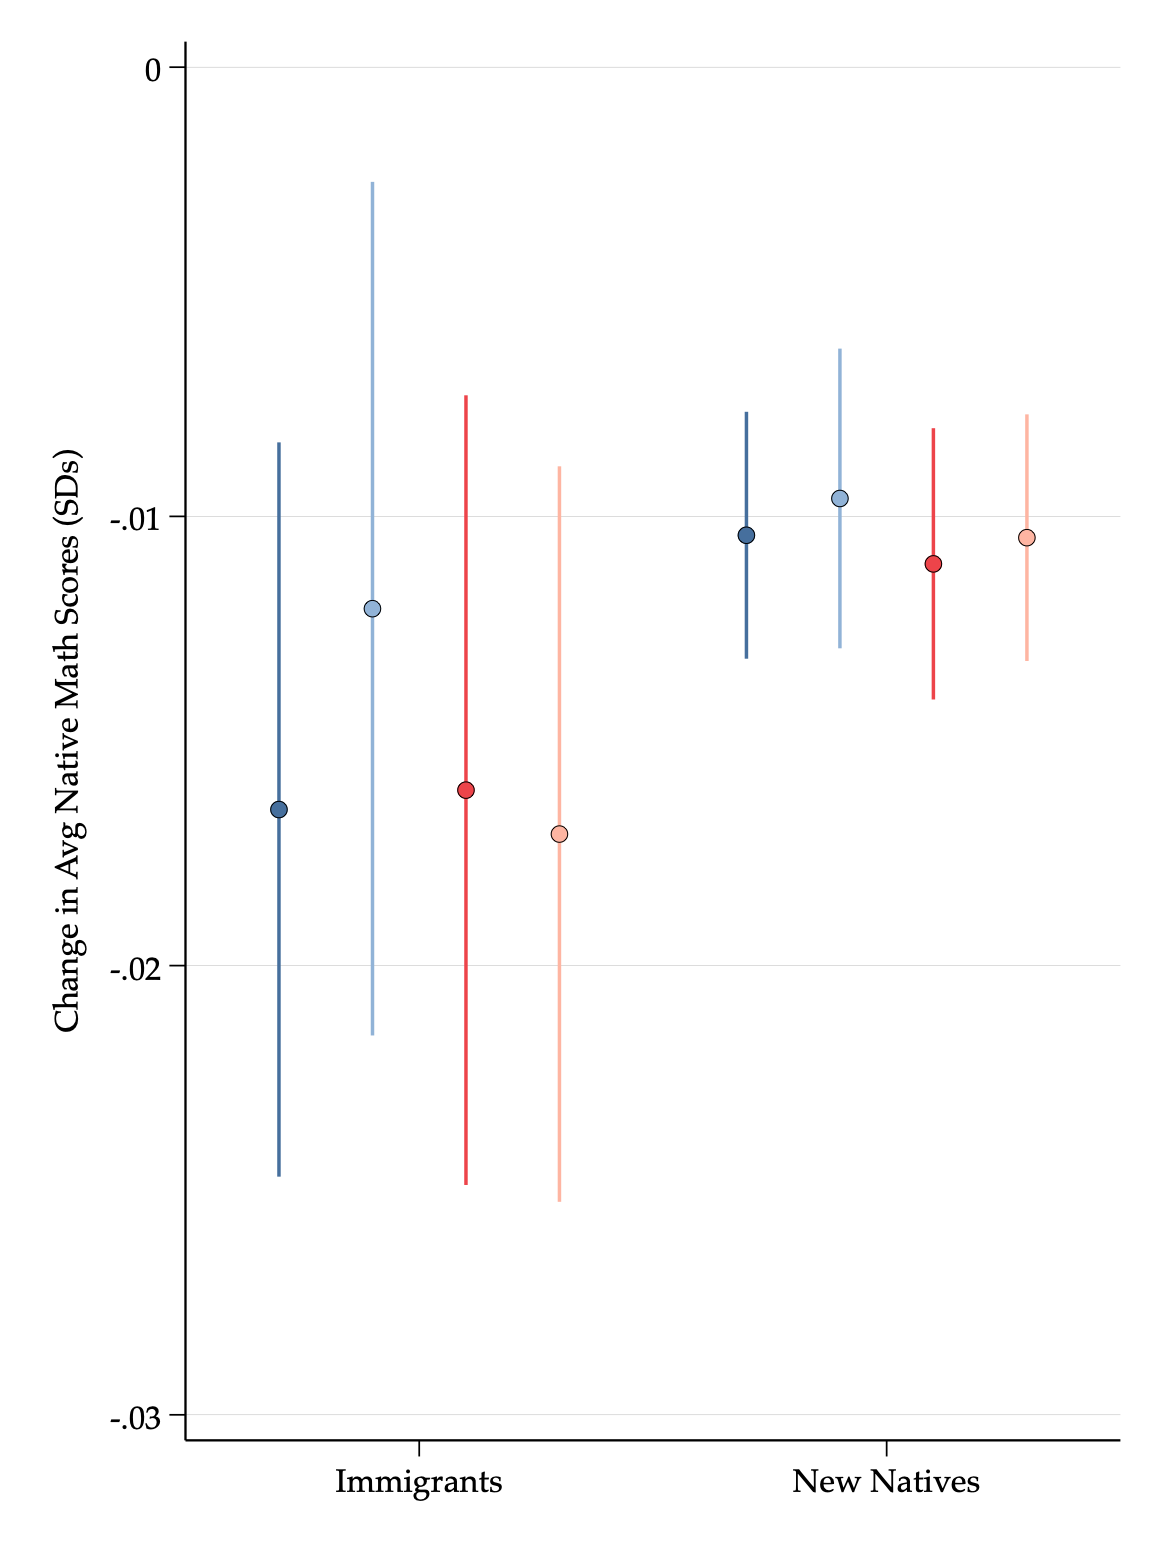 0
-.01
-.02
-.03
Change in Avg Native Math Scores (SDs)
Immigrants
New Natives